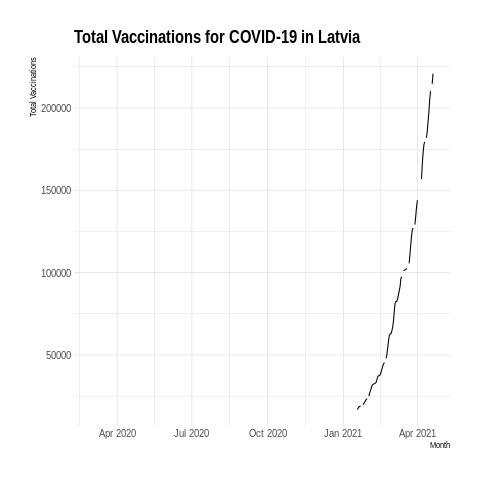 Total Vaccinations for COVID-19 in Latvia
Total Vaccinations
200000
150000
100000
50000
Apr 2020
Jul 2020
Oct 2020
Jan 2021
Apr 2021
Month